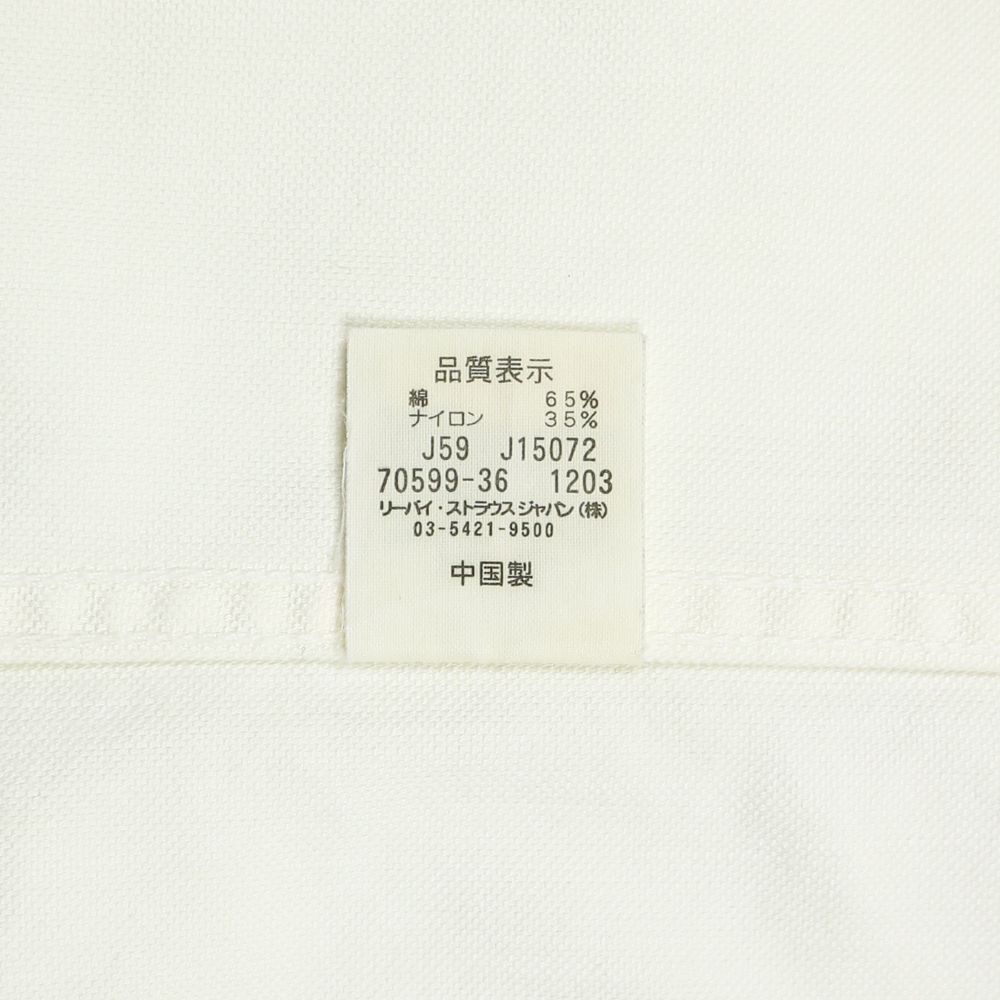 品質表示
綿 65%
ナイロン 35%
J59 J15072
70599-36 1203
リーバイ・ストラウスジャパン(株)
03-5421-9500
中国製